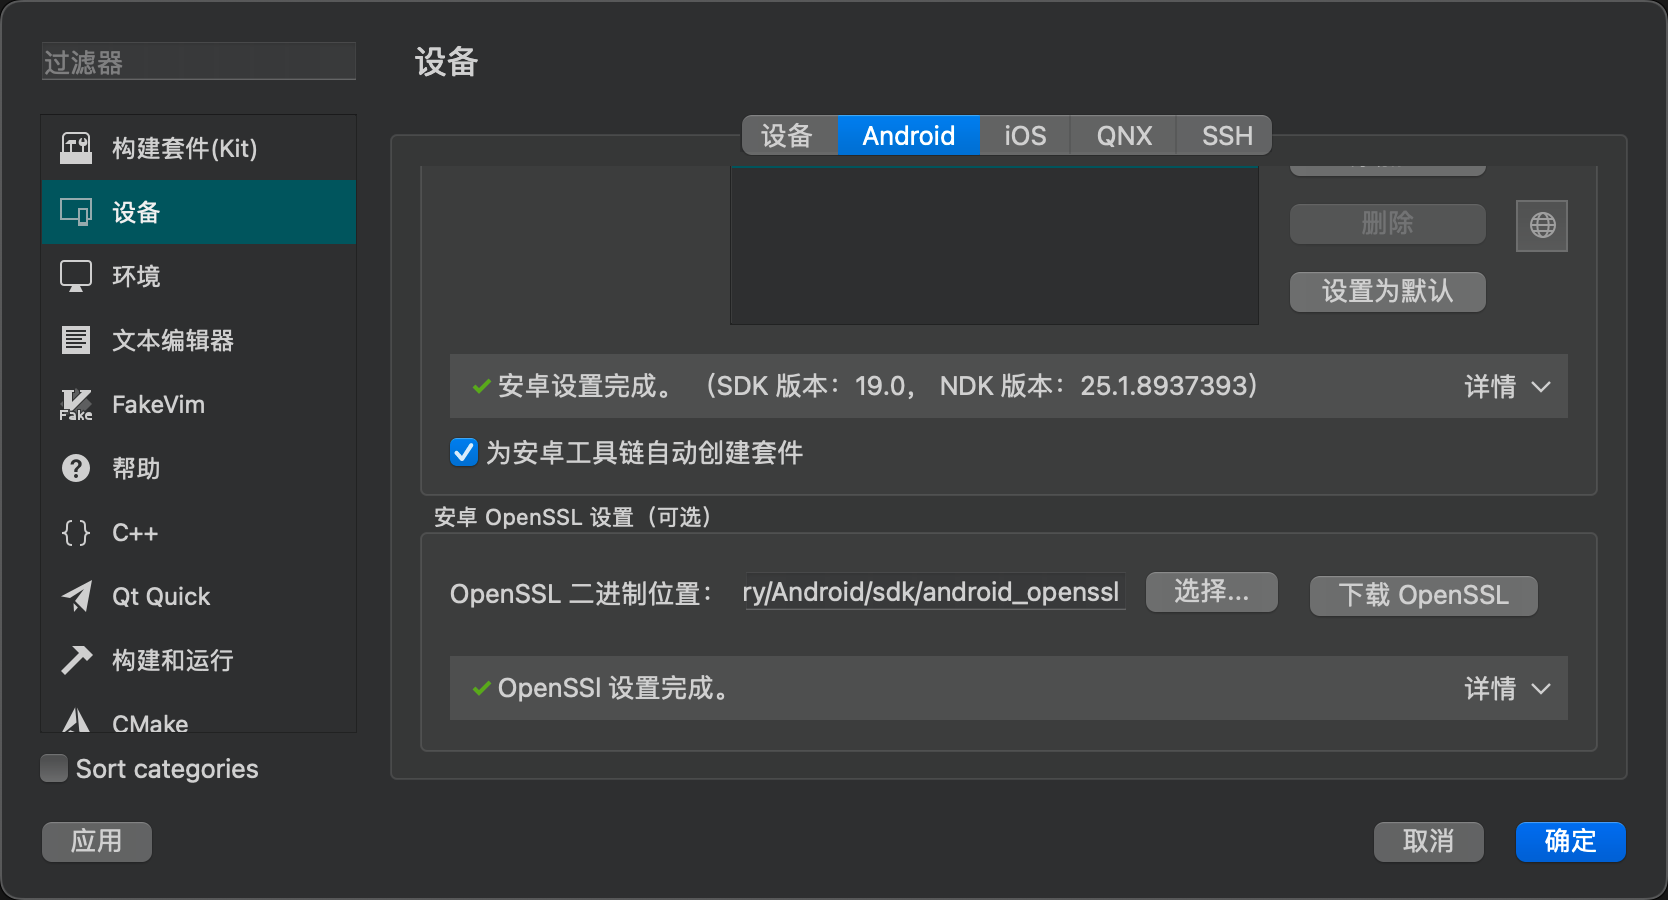 过滤器
设备
构建套件(Kit)
设备
环境
文本编辑器
Fake
FakeVim
帮助
C++
Qt Quick
构建和运行
CMake
Sort categories
设备 Android iOS QNX SSH
删除
设置为默认
安卓设置完成。 （SDK 版本：19.0， NDK 版本：25.1.8937393） 详情
为安卓工具链自动创建套件
安卓 OpenSSL 设置（可选）
OpenSSL 二进制位置： ry/Android/sdk/android_openssl 选择... 下载 OpenSSL
OpenSSl 设置完成。 详情
应用 取消 确定